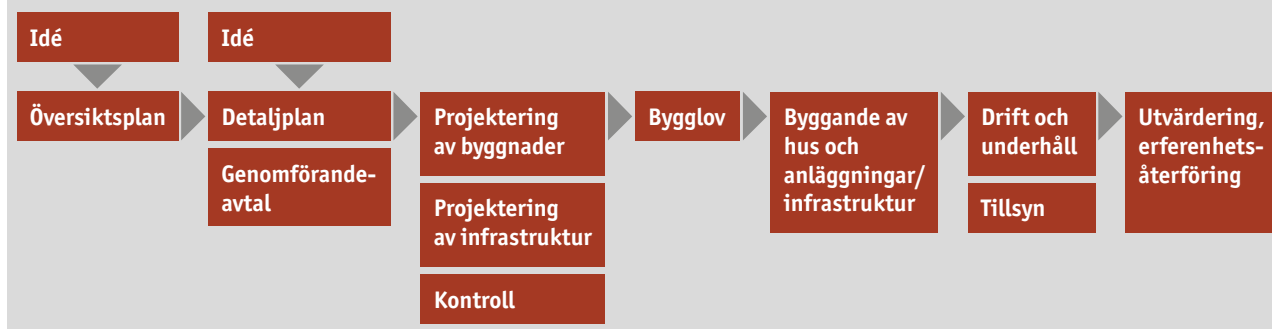 Idé
Idé
Översiktsplan
Detaljplan
Genomförande-
avtal
Projektering
av byggnader
Projektering
av infrastruktur
Kontroll
Bygglov
Byggande av
hus och
anläggningar/
infrastruktur
Drift och
underhåll
Tillsyn
Utvärdering,
erferenhets-
återföring